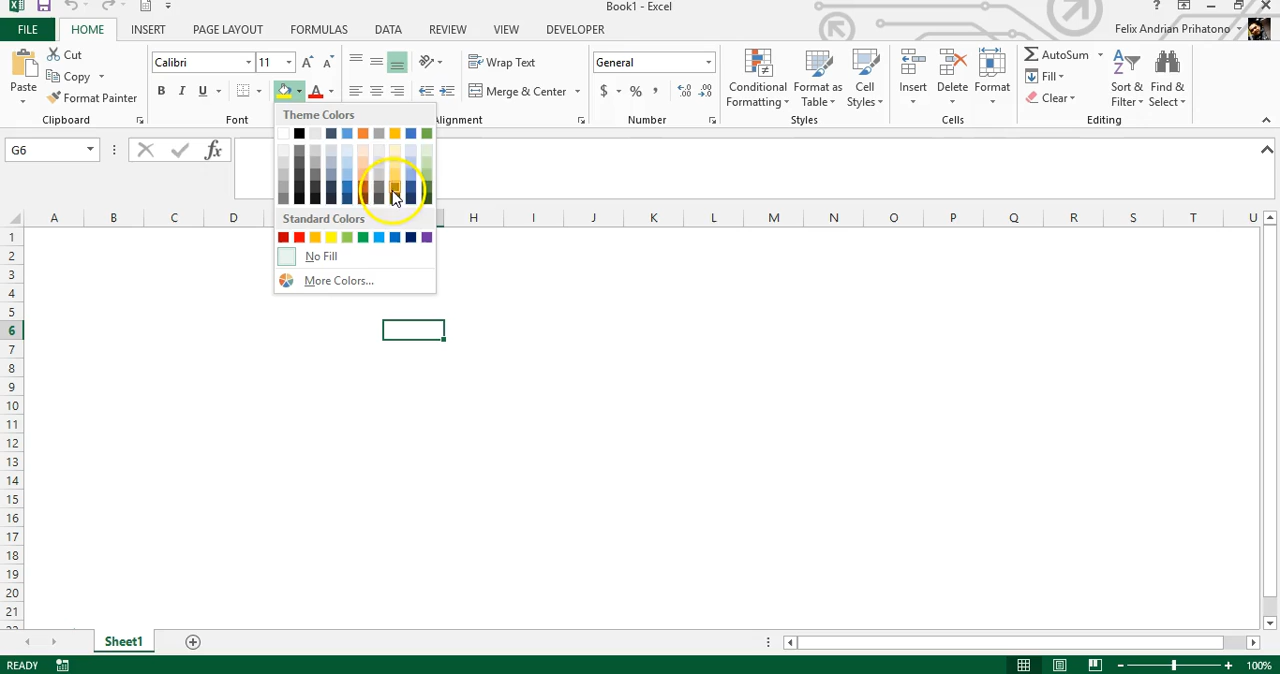 Book1 - Excel
?
FILE HOME INSERT PAGE LAYOUT FORMULAS DATA REVIEW VIEW DEVELOPER Felix Andrian Prihatono
Paste
Cut
Copy
Format Painter
Clipboard
Calibri 11
B I U
Font
Wrap Text
Merge & Center
Alignment
General
$ % ,
Number
Conditional
Formatting
Format as
Table
Cell
Styles
Styles
Insert Delete Format
Cells
AutoSum
Fill
Clear
Sort &
Filter
Find &
Select
Editing
Theme Colors
Standard Colors
No Fill
More Colors...
G6 fx
A B C D H I J K L M N O P Q R S T U
1
2
3
4
5
6
7
8
9
10
11
12
13
14
15
16
17
18
19
20
21
Sheet1
READY 100%